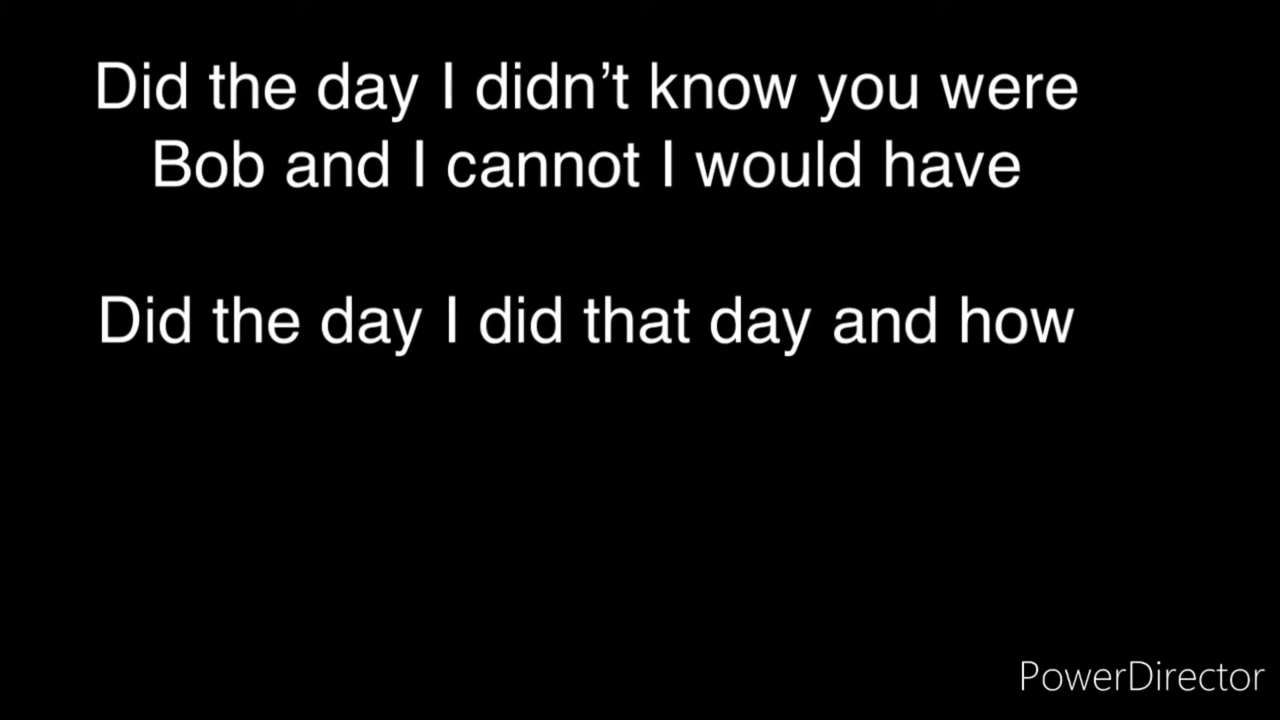 Did the day I didn’t know you were
Bob and I cannot I would have
Did the day I did that day and how
PowerDirector